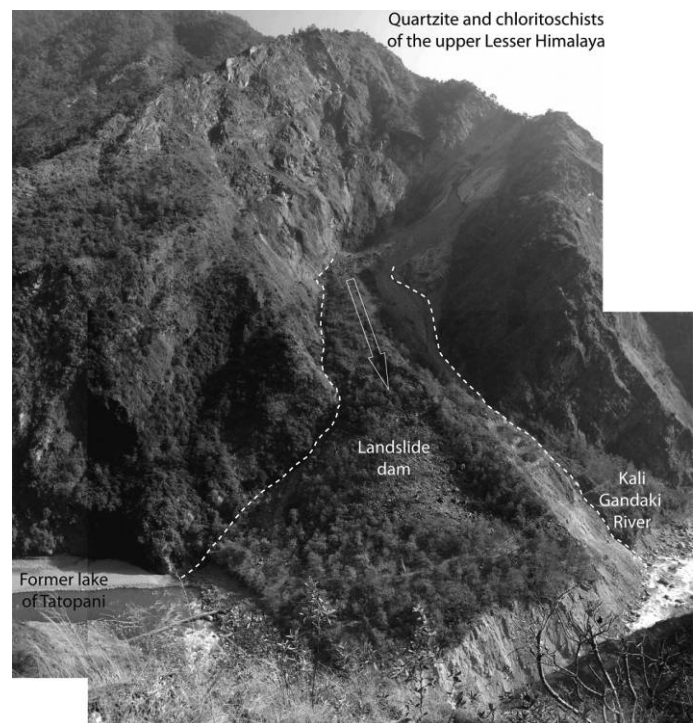 Quartzite and chloritoschists
of the upper Lesser Himalaya
Landslide
dam
Kali
Gandaki
River
Former lake
of Tatopani